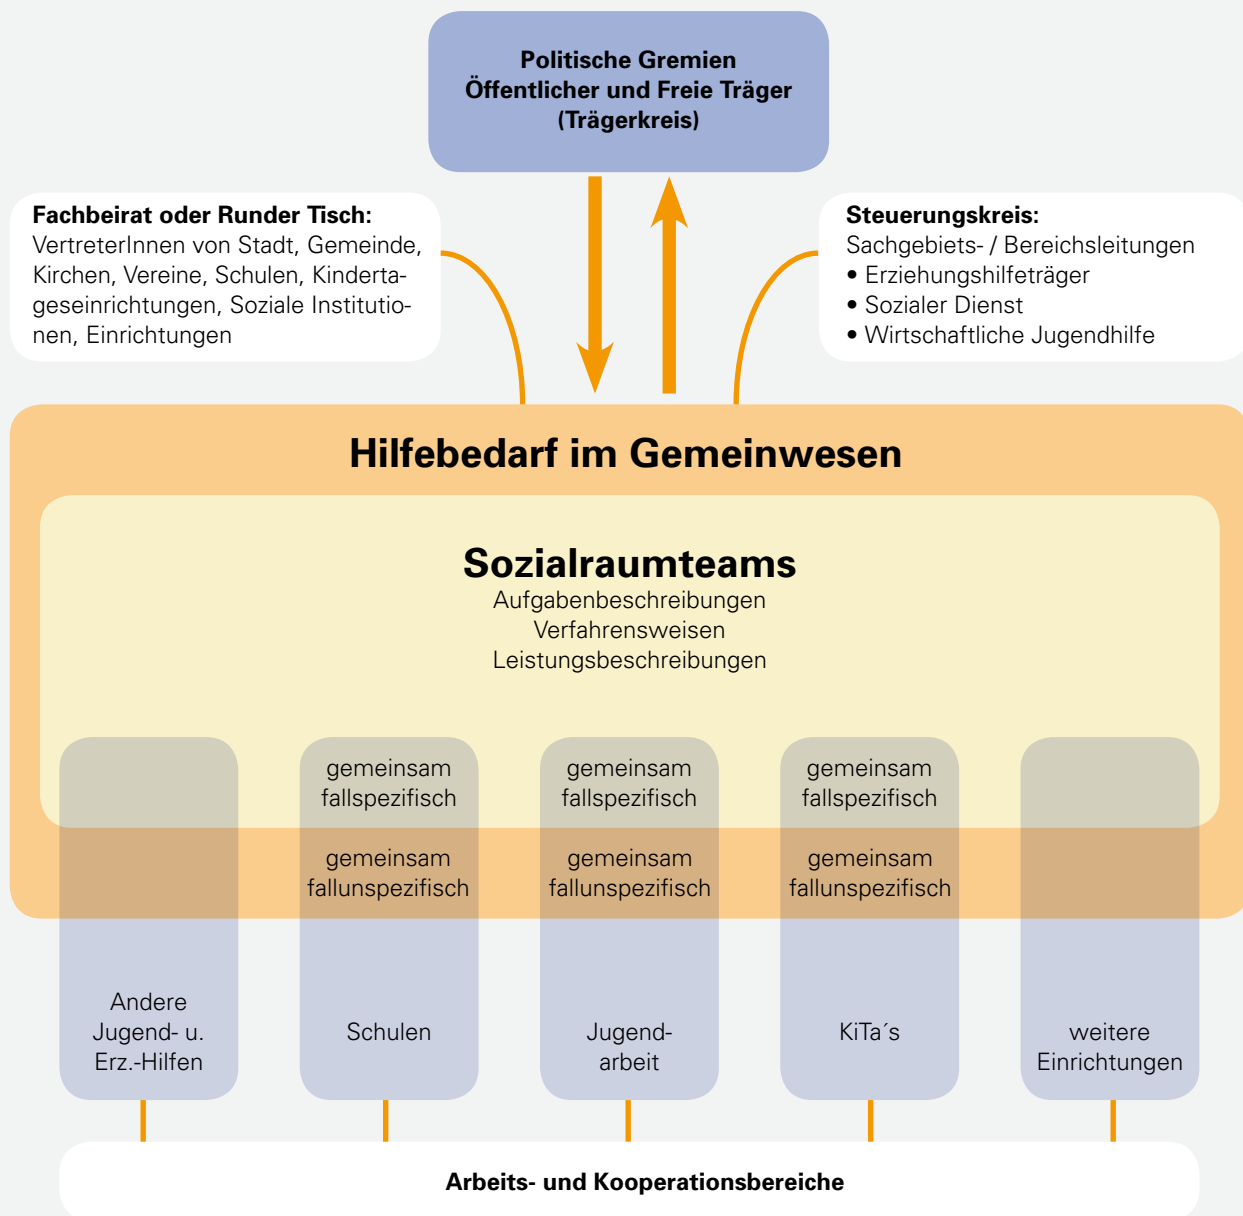 Politische Gremien
Öffentlicher und Freie Träger
(Trägerkreis)
Fachbeirat oder Runder Tisch:
VertreterInnen von Stadt, Gemeinde,
Kirchen, Vereine, Schulen, Kinderta-
geseinrichtungen, Soziale Institutio-
nen, Einrichtungen
Steuerungskreis:
Sachgebiets- / Bereichsleitungen
• Erziehungshilfeträger
• Sozialer Dienst
• Wirtschaftliche Jugendhilfe
Hilfebedarf im Gemeinwesen
Sozialraumteams
Aufgabenbeschreibungen
Verfahrensweisen
Leistungsbeschreibungen
gemeinsam
fallspezifisch
gemeinsam
fallspezifisch
gemeinsam
fallspezifisch
gemeinsam
fallunspezifisch
gemeinsam
fallunspezifisch
gemeinsam
fallunspezifisch
Andere
Jugend- u.
Erz.-Hilfen
Schulen
Jugend-
arbeit
KiTa´s
weitere
Einrichtungen
Arbeits- und Kooperationsbereiche